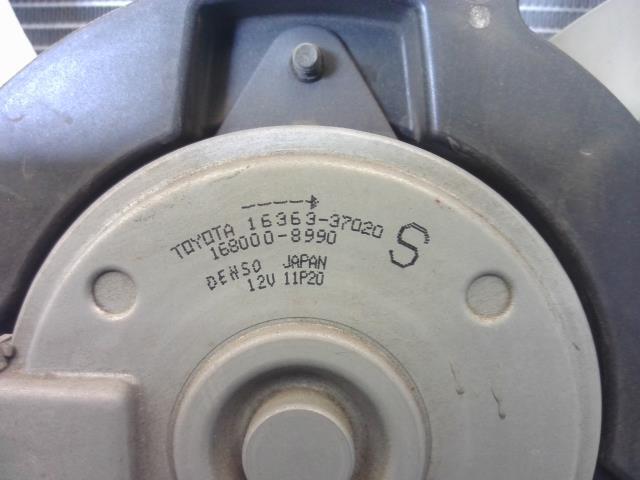 TOYOTA 16363-37020
168000-8990
S
DENSO JAPAN
12V 11P20